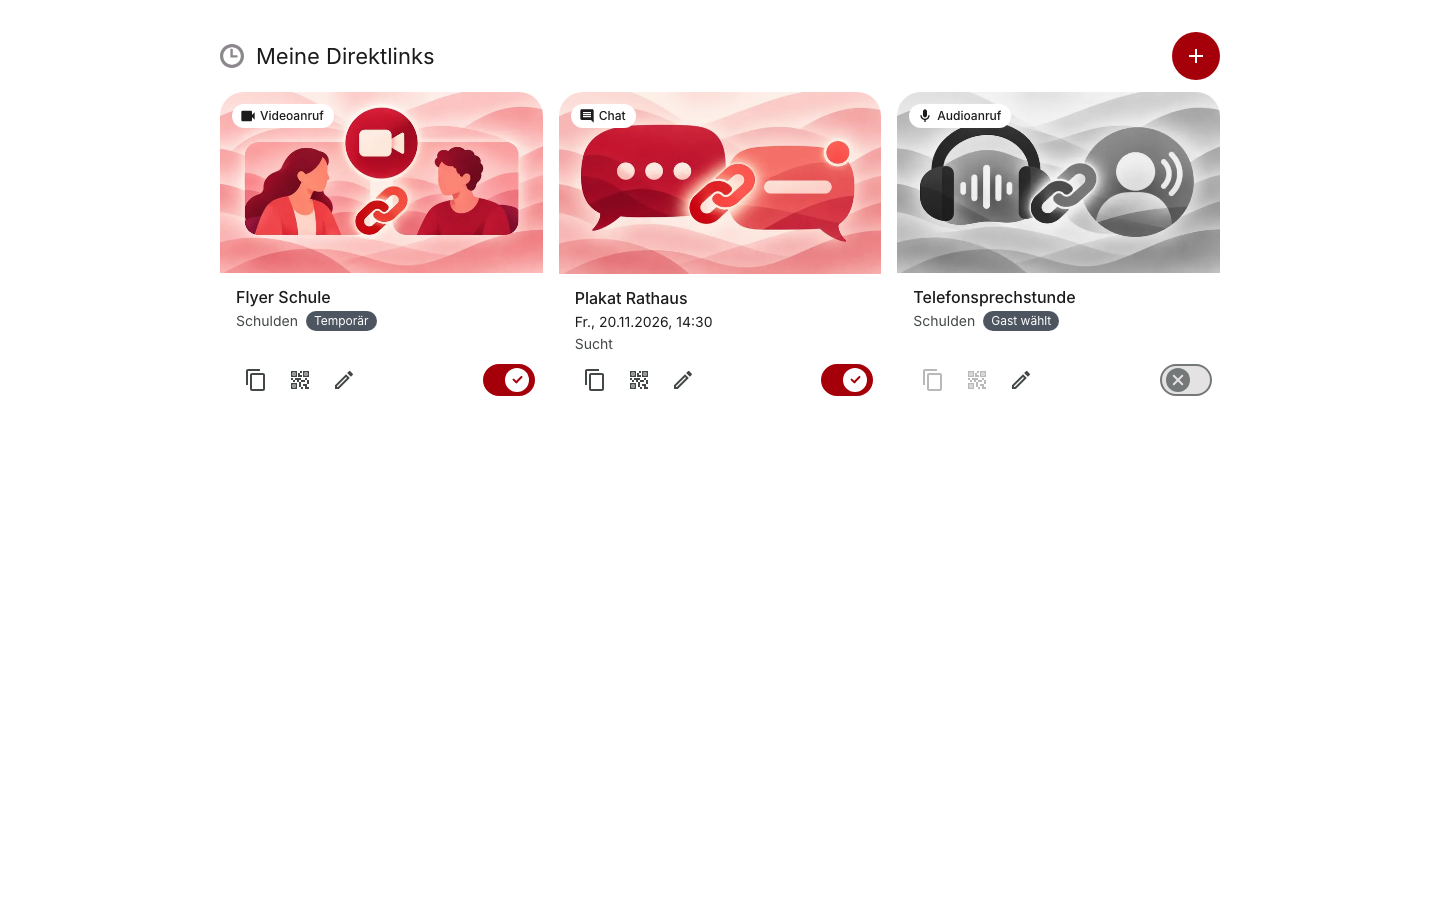 Meine Direktlinks
Videoanruf
Flyer Schule
Schulden Temporär
Chat
Plakat Rathaus
Fr., 20.11.2026, 14:30
Sucht
Audioanruf
Telefonsprechstunde
Schulden Gast wählt